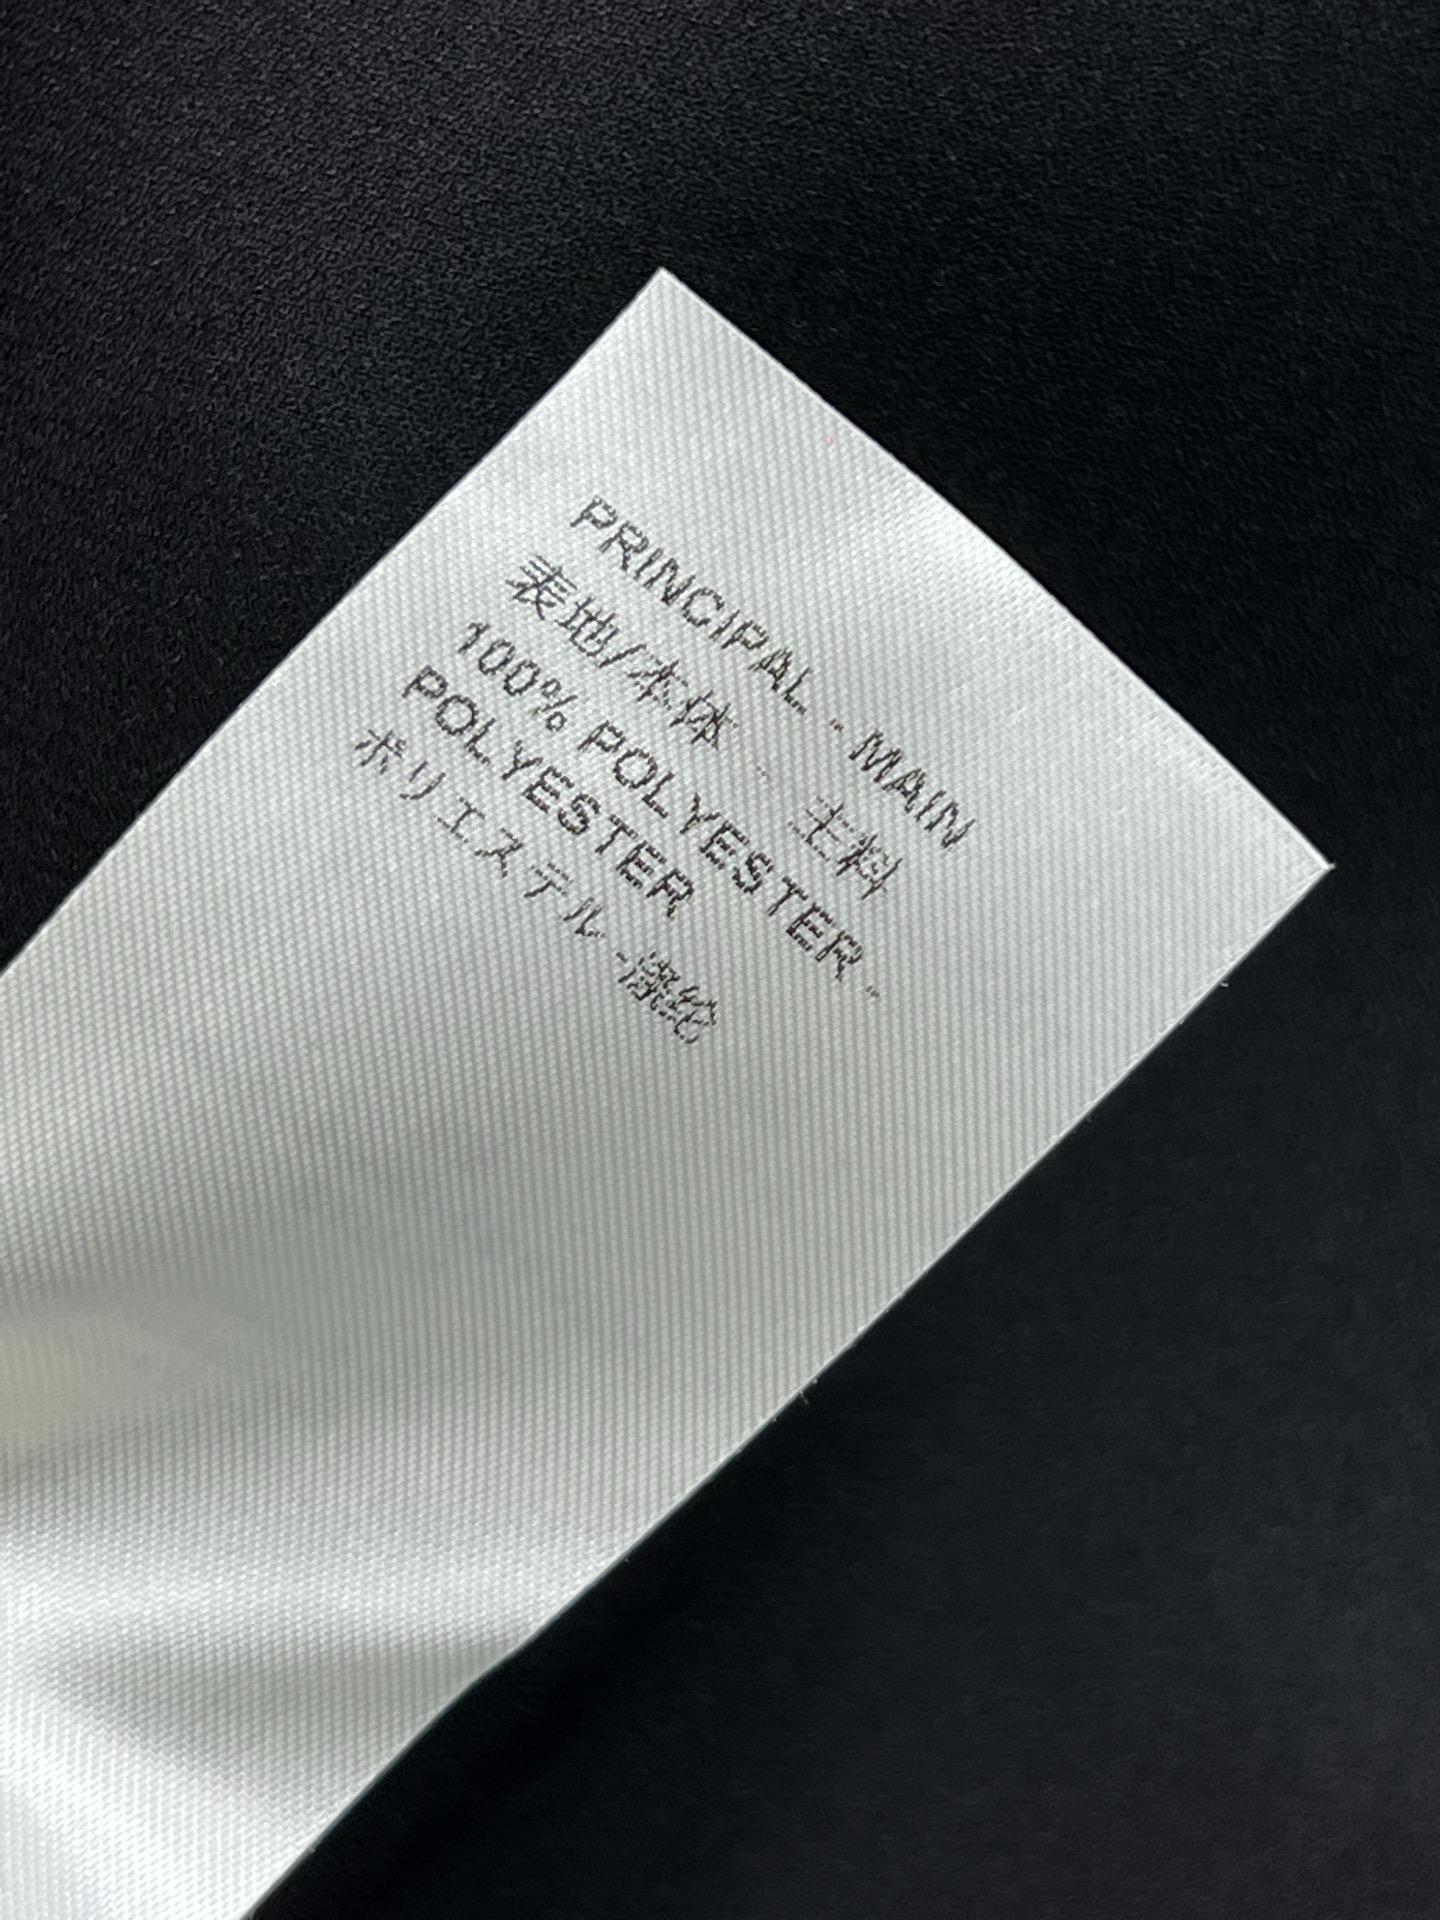 PRINCIPAL - MAIN
表地/本体 - 主料
100% POLYESTER -
POLYESTER
ポリエステル - 涤纶